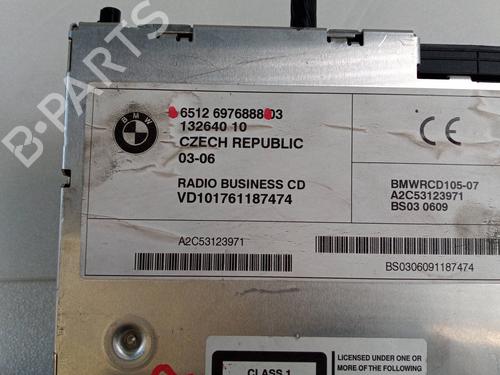 B-PARTS
BMW
6512 6976888 03
132640 10
CZECH REPUBLIC
03-06
RADIO BUSINESS CD
VD101761187474
CE
BMWRCD105-07
A2C53123971
BS03 0609
A2C53123971
BS0306091187474
CLASS 1
LICENSED UNDER ONE OR
MORE OF THE FOLLOWING